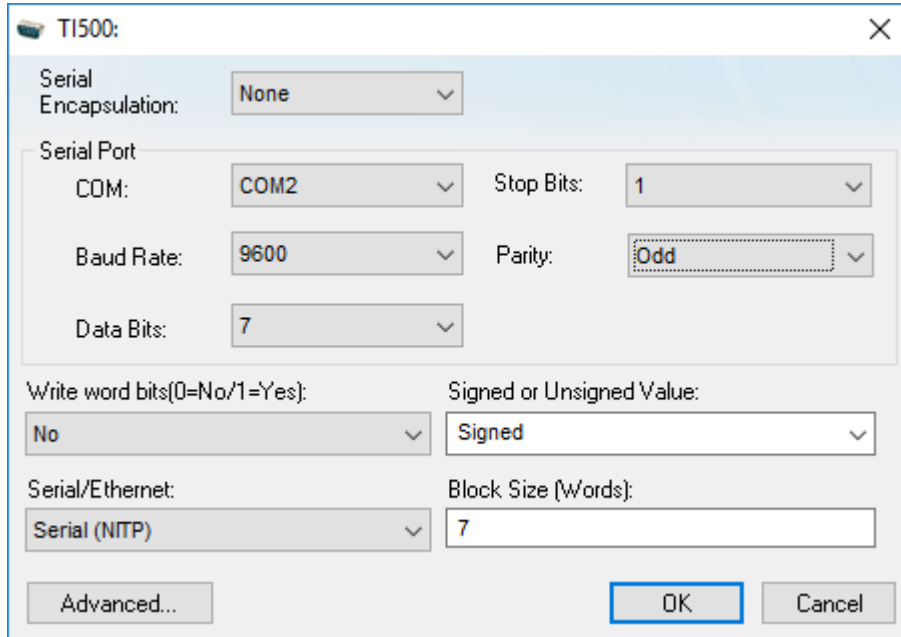 TI500:
Serial
Encapsulation:
None
Serial Port
COM:
COM2
Stop Bits:
1
Baud Rate:
9600
Parity:
Odd
Data Bits:
7
Write word bits(0=No/1=Yes):
Signed or Unsigned Value:
No
Signed
Serial/Ethernet:
Block Size (Words):
Serial (NITP)
7
Advanced...
OK
Cancel